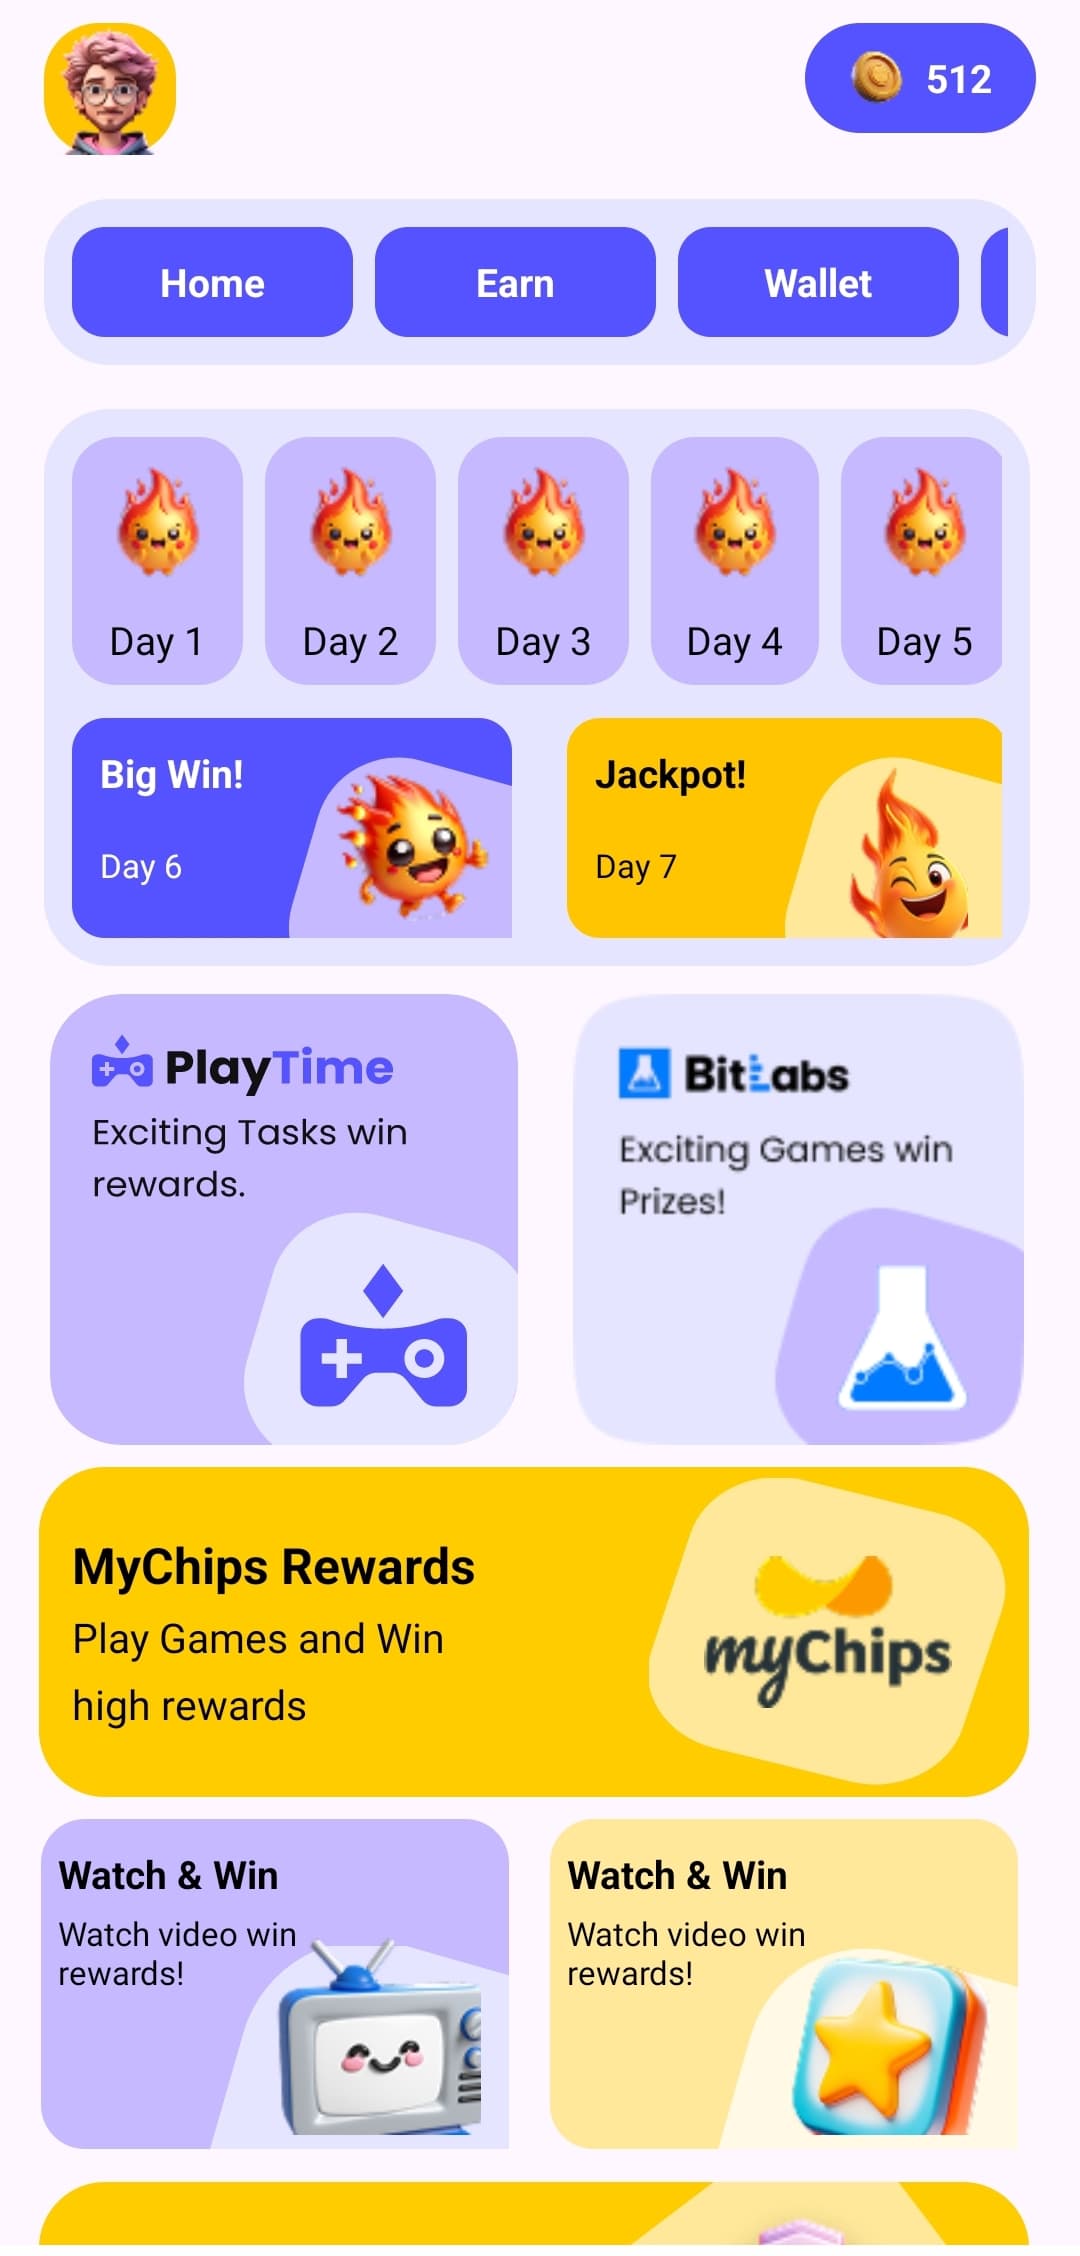 512
Home
Earn
Wallet
Day 1
Day 2
Day 3
Day 4
Day 5
Big Win!
Day 6
Jackpot!
Day 7
PlayTime
Exciting Tasks win
rewards.
BitLabs
Exciting Games win
Prizes!
MyChips Rewards
Play Games and Win
high rewards
myChips
Watch & Win
Watch video win
rewards!
Watch & Win
Watch video win
rewards!